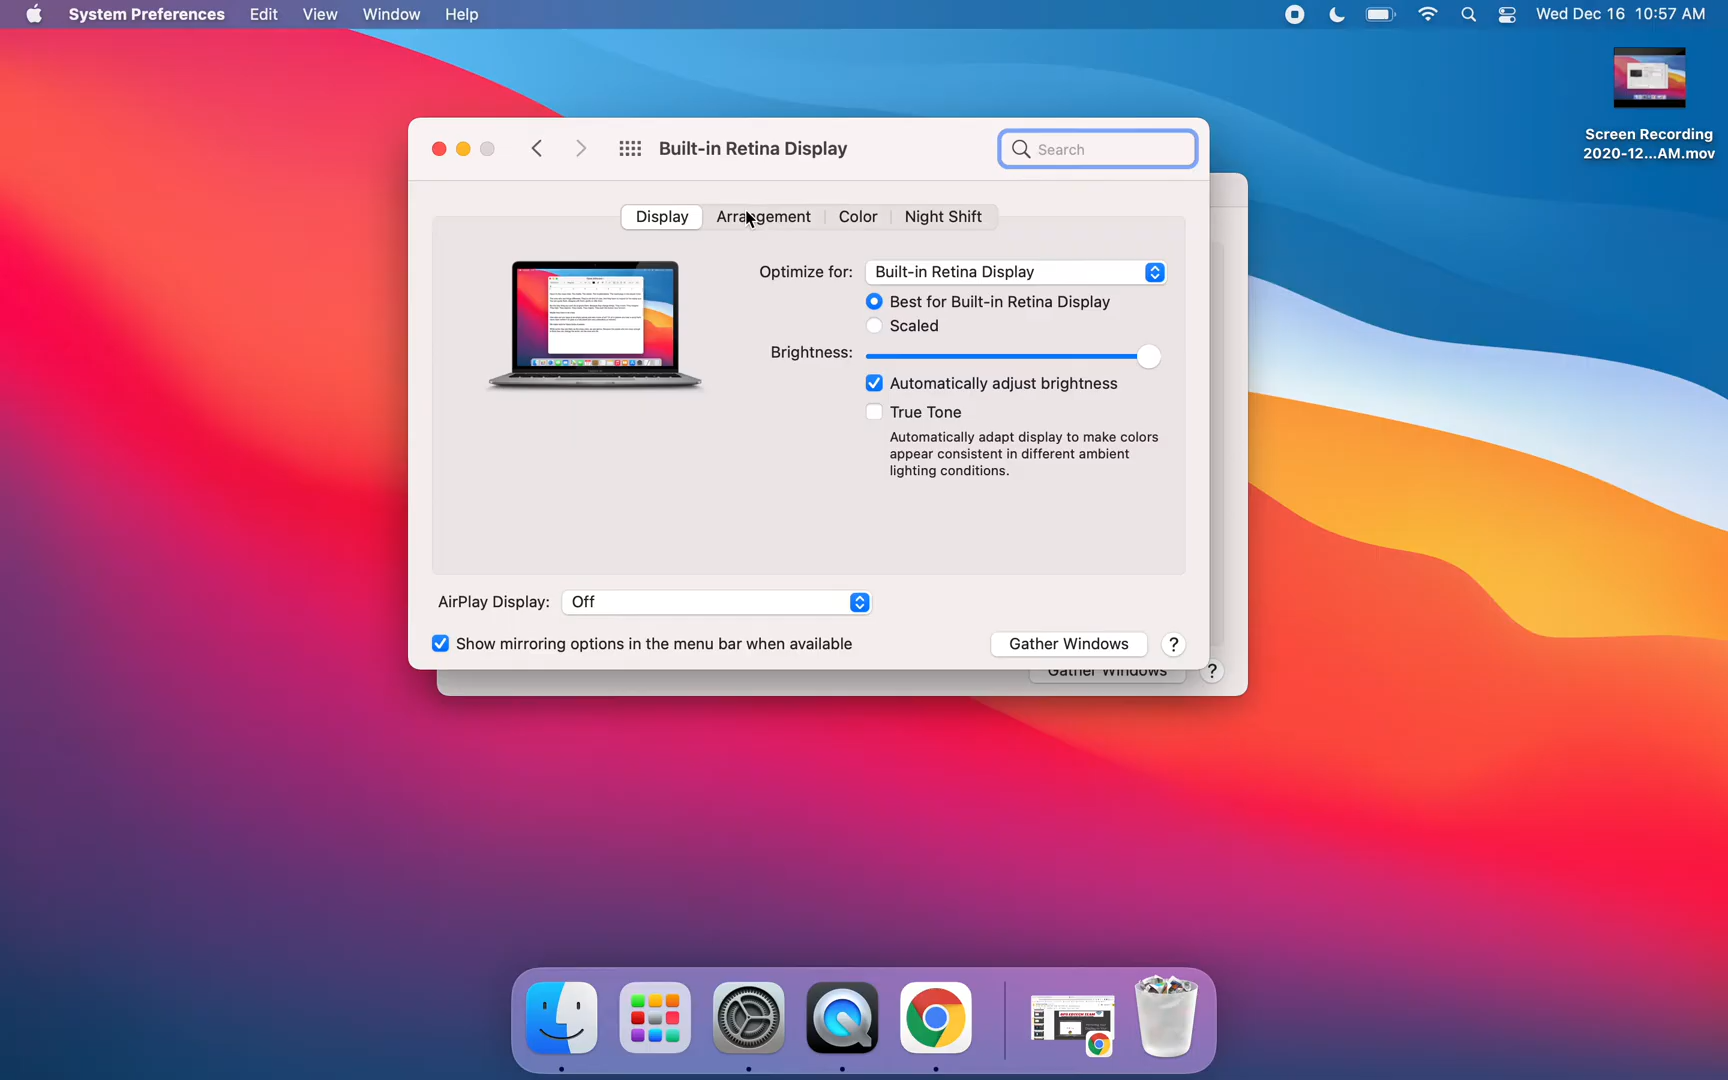 System Preferences Edit View Window Help Wed Dec 16 10:57 AM
Screen Recording
2020-12...AM.mov
Built-in Retina Display Search
Display Arrangement Color Night Shift
Optimize for: Built-in Retina Display
Best for Built-in Retina Display
Scaled
Brightness:
Automatically adjust brightness
True Tone
Automatically adapt display to make colors
appear consistent in different ambient
lighting conditions.
AirPlay Display: Off
Show mirroring options in the menu bar when available Gather Windows ?
Gather Windows ?